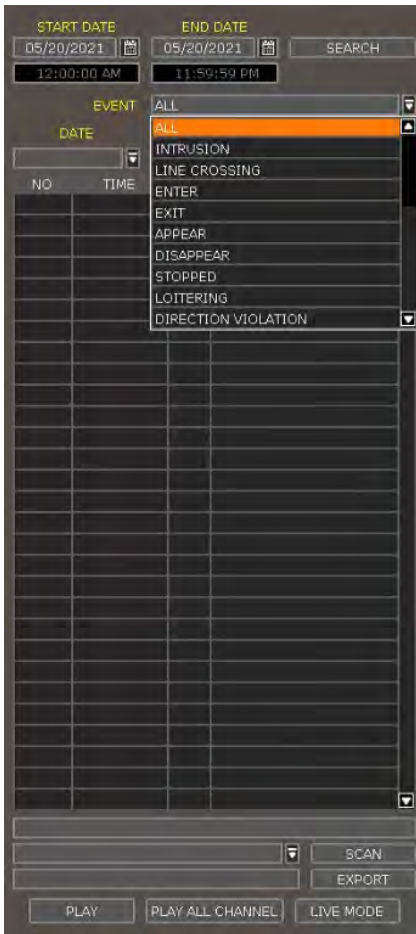 START DATE END DATE
05/20/2021 05/20/2021 SEARCH
12:00:00 AM 11:59:59 PM
EVENT ALL
DATE
ALL
INTRUSION
LINE CROSSING
ENTER
EXIT
APPEAR
DISAPPEAR
STOPPED
LOITERING
DIRECTION VIOLATION
NO TIME
SCAN
EXPORT
PLAY PLAY ALL CHANNEL LIVE MODE